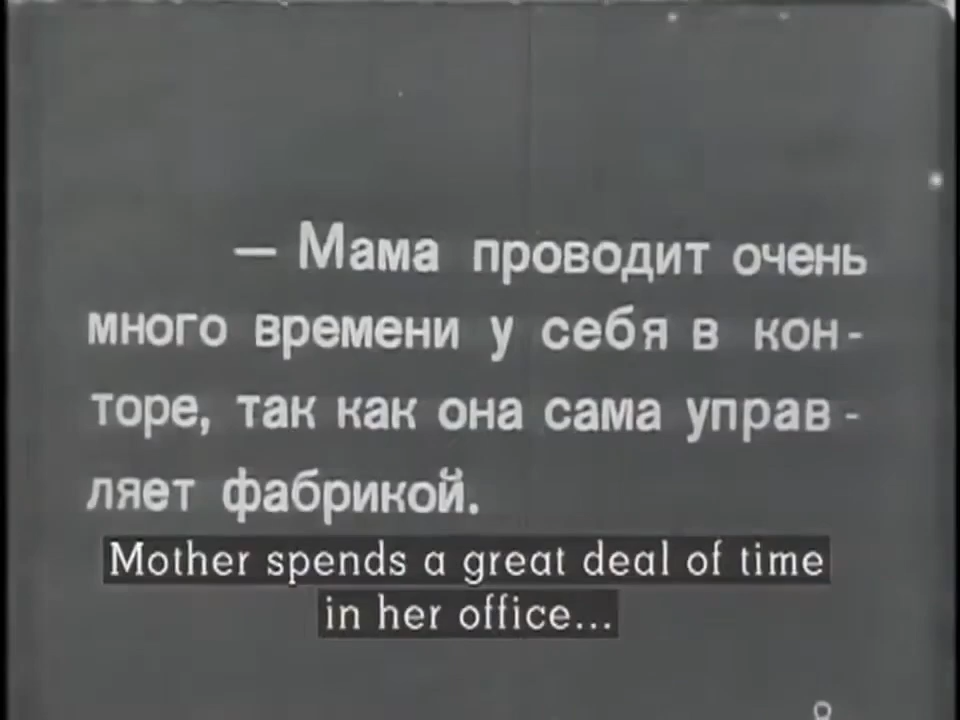 — Мама проводит очень
много времени у себя в кон-
торе, так как она сама управ-
ляет фабрикой.
Mother spends a great deal of time
in her office...